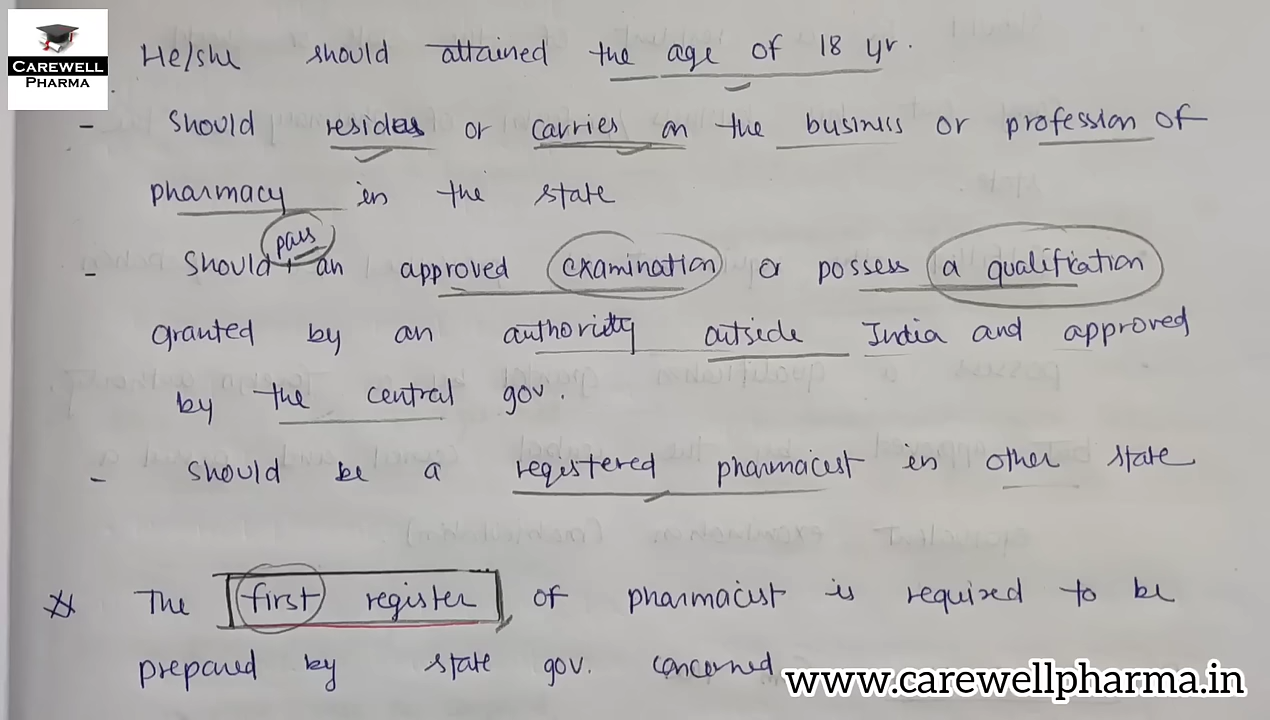 CAREWELL
PHARMA
He/she should attained the age of 18 yr.
- Should resides or carries on the business or profession of
pharmacy in the state
pass
- Should, an approved examination or possess a qualification
granted by an authority outside India and approved
by the central gov.
- Should be a registered pharmacist in other state
The first register of pharmacist is required to be
prepared by state gov. concerned
www.carewellpharma.in